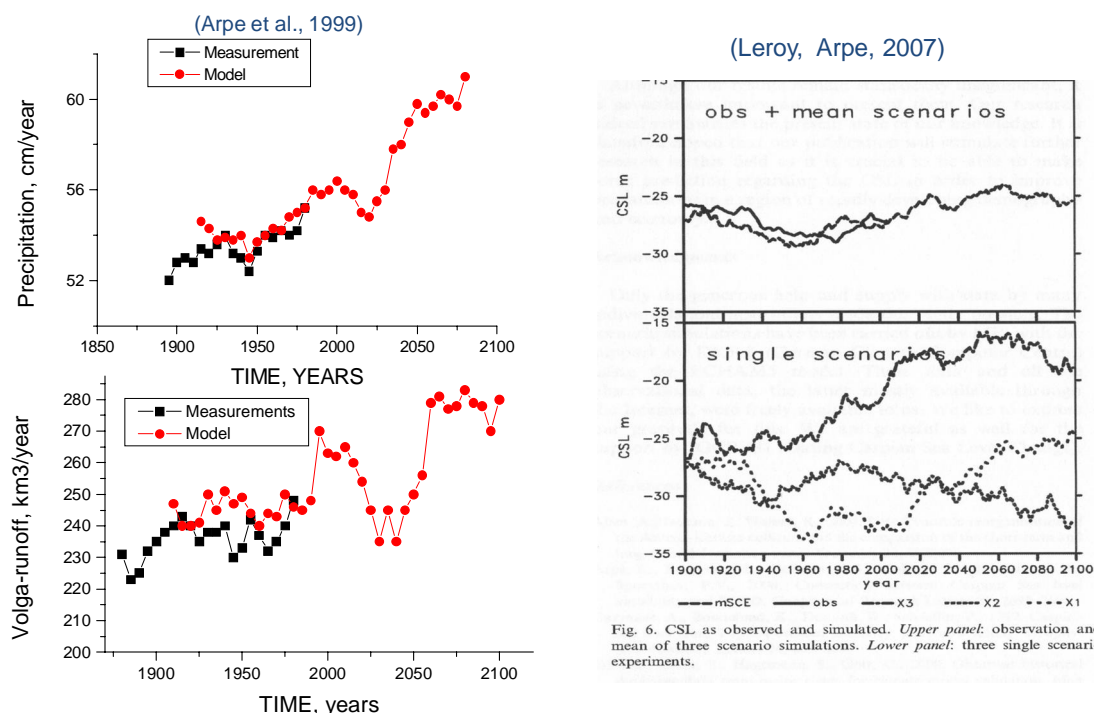 (Arpe et al., 1999)
Measurement
Model
Precipitation, cm/year
60
56
52
1850 1900 1950 2000 2050 2100
TIME, YEARS
Measurements
Model
Volga-runoff, km3/year
280
270
260
250
240
230
220
210
200
1900 1950 2000 2050 2100
TIME, years
(Leroy, Arpe, 2007)
obs + mean scenarios
CSL m
-15
-20
-25
-30
-35
single scenarios
CSL m
-15
-20
-25
-30
-35
1900 1920 1940 1960 1980 2000 2020 2040 2060 2080 2100
year
mSCE obs X3 X2 X1
Fig. 6. CSL as observed and simulated. Upper panel: observation and
mean of three scenario simulations. Lower panel: three single scenari
experiments.